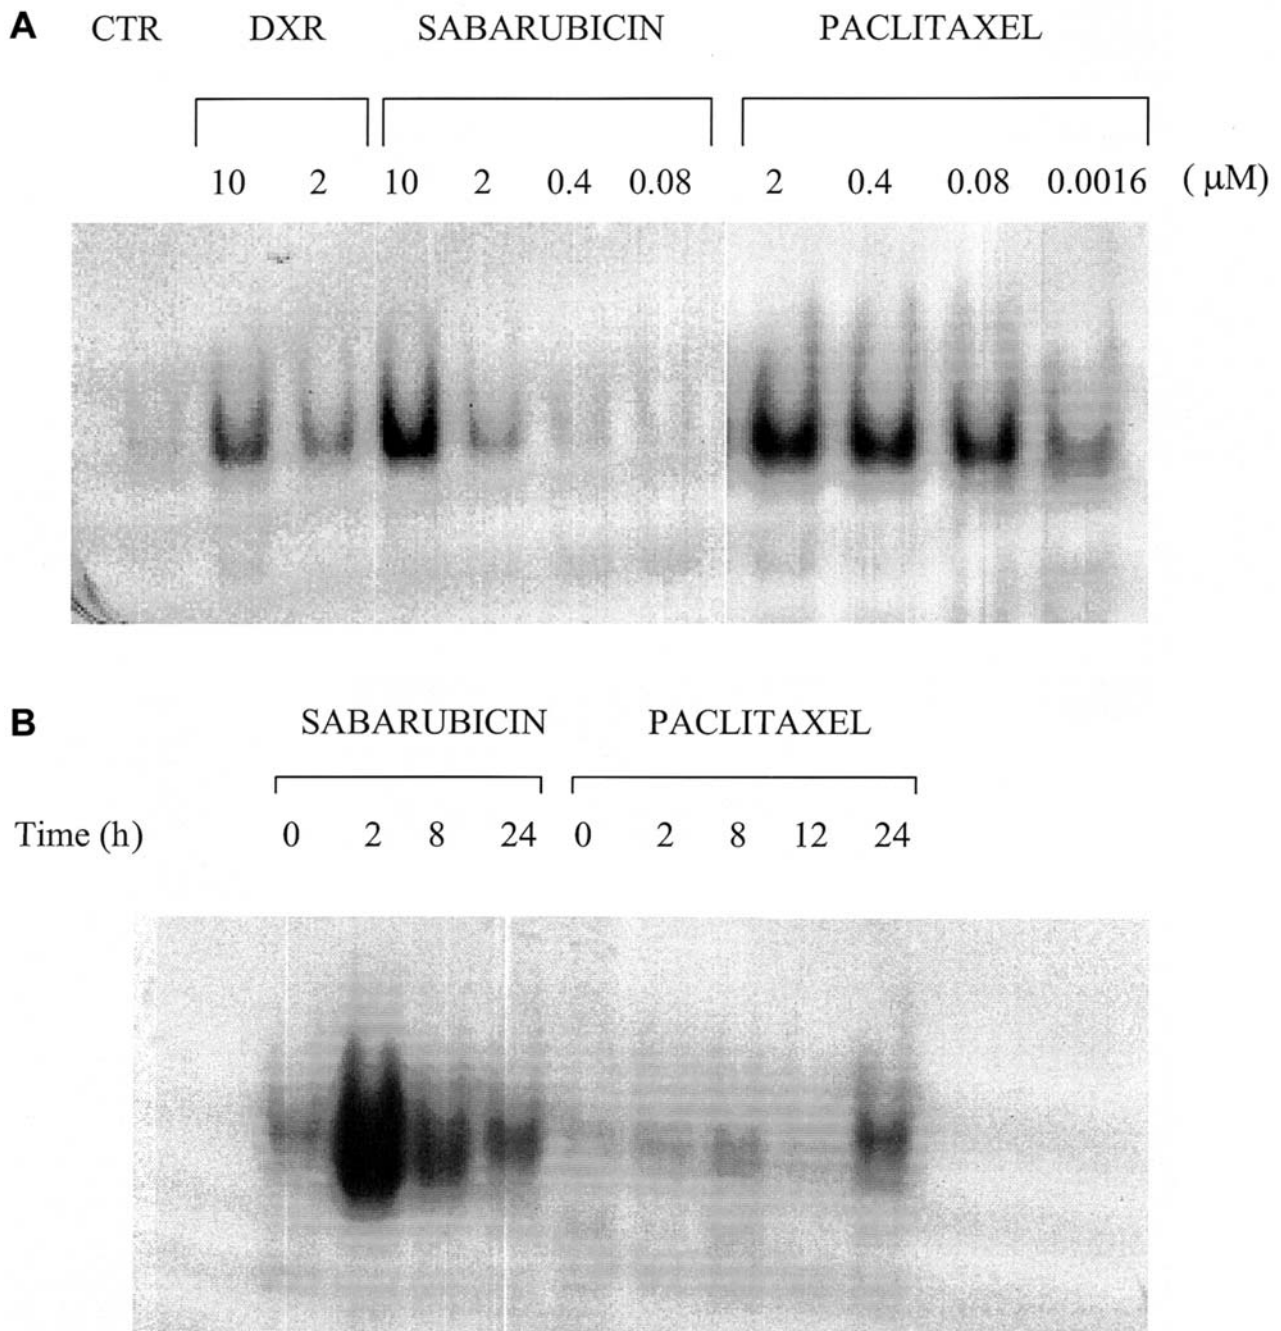 A CTR DXR SABARUBICIN PACLITAXEL
10 2 10 2 0.4 0.08 2 0.4 0.08 0.0016 ( μM)
B SABARUBICIN PACLITAXEL
Time (h) 0 2 8 24 0 2 8 12 24